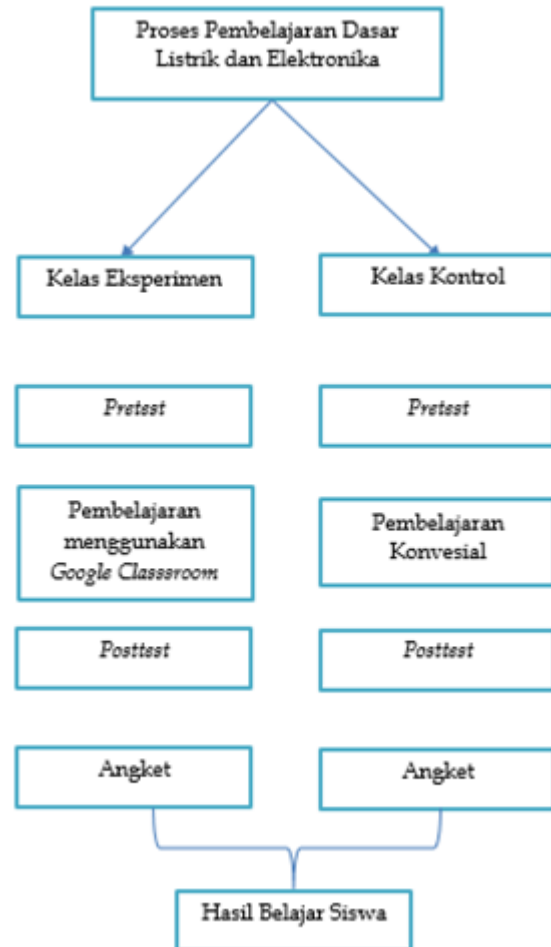 Proses Pembelajaran Dasar
Listrik dan Elektronika
Kelas Eksperimen
Kelas Kontrol
Pretest
Pretest
Pembelajaran
menggunakan
Google Classsroom
Pembelajaran
Konvesial
Posttest
Posttest
Angket
Angket
Hasil Belajar Siswa